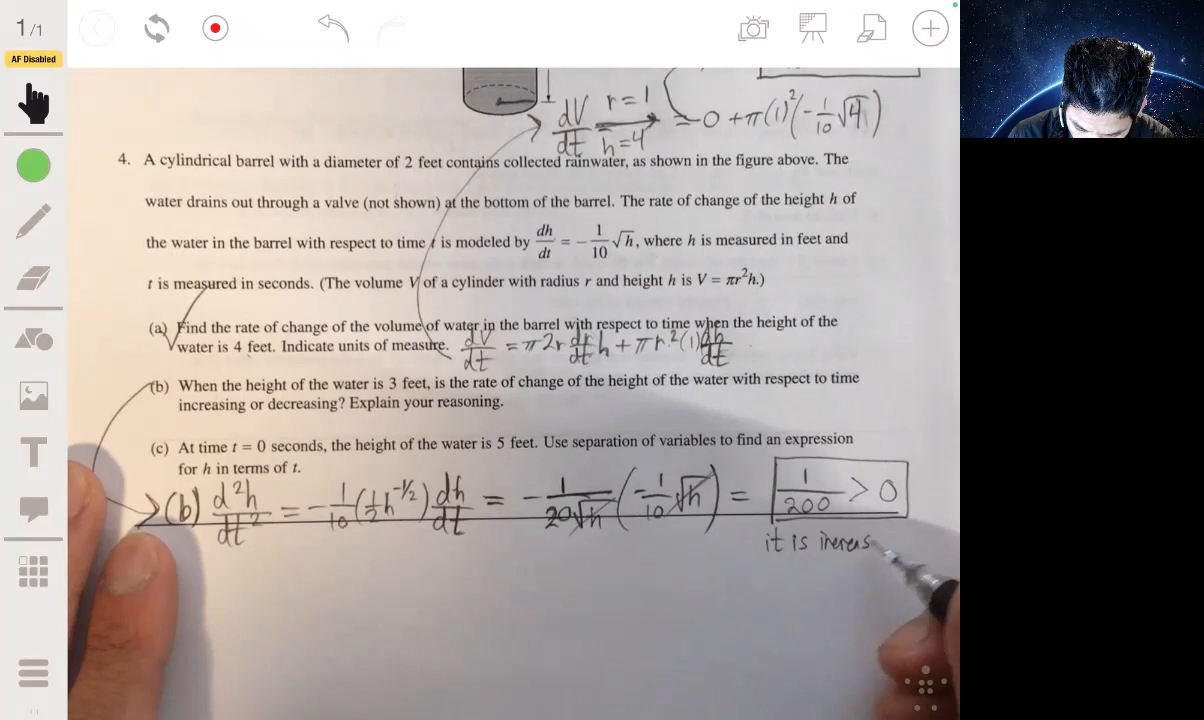 1/1
AF Disabled
dV/dt r=1 h=4 = 0 + π(1)²(-1/10 √4)
4. A cylindrical barrel with a diameter of 2 feet contains collected rainwater, as shown in the figure above. The
water drains out through a valve (not shown) at the bottom of the barrel. The rate of change of the height h of
the water in the barrel with respect to time t is modeled by dh/dt = -1/10 √h, where h is measured in feet and
t is measured in seconds. (The volume V of a cylinder with radius r and height h is V = πr²h.)
(a) Find the rate of change of the volume of water in the barrel with respect to time when the height of the
water is 4 feet. Indicate units of measure. dV/dt = π2r dr/dt h + πr²(1) dh/dt
(b) When the height of the water is 3 feet, is the rate of change of the height of the water with respect to time
increasing or decreasing? Explain your reasoning.
(c) At time t = 0 seconds, the height of the water is 5 feet. Use separation of variables to find an expression
for h in terms of t.
(b) d²h/dt² = -1/10 (1/2 h^-1/2) dh/dt = -1/20√h (-1/10 √h) = 1/200 > 0
it is increas
T